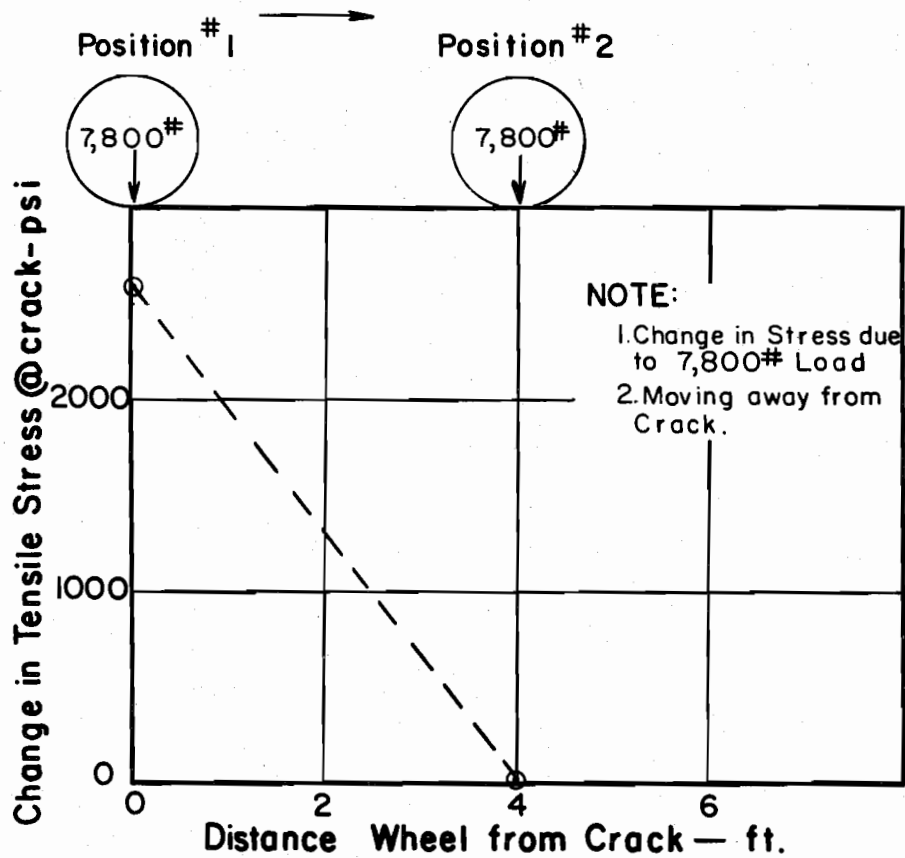 Position #1
Position #2
7,800#
7,800#
Change in Tensile Stress @ crack-psi
2000
1000
0
NOTE:
1. Change in Stress due
to 7,800# Load
2. Moving away from
Crack.
0 2 4 6
Distance Wheel from Crack — ft.